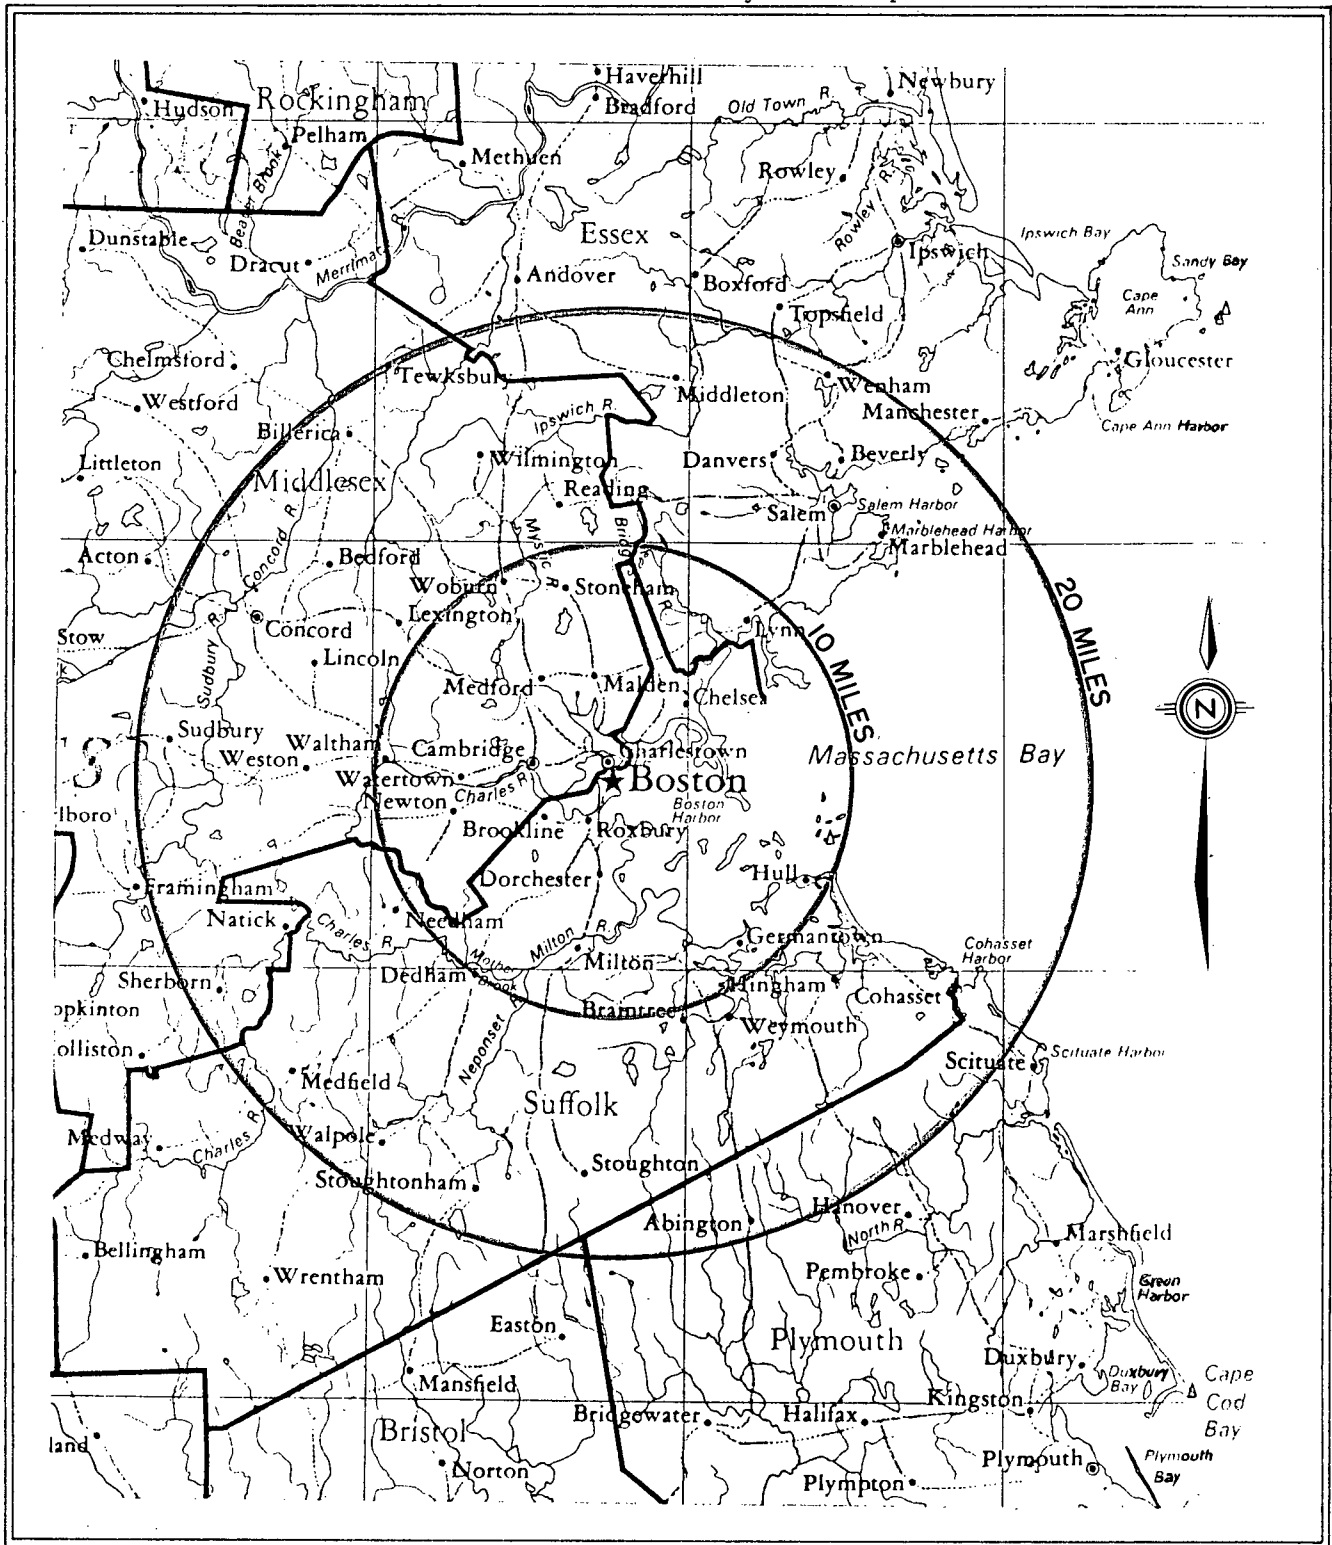 Haverhill
Newbury
Hudson
Rockingham
Bradford
Old Town R.
Pelham
Methuen
Rowley
Beaver Brook
Rowley R.
Essex
Ipswich Bay
Dunstable
Ipswich
Sandy Bay
Dracut
Merrimack R.
Andover
Boxford
Cape
Ann
Topsfield
Chelmsford
Gloucester
Tewksbury
Wenham
Middleton
Westford
Ipswich R.
Manchester
Cape Ann Harbor
Billerica
Littleton
Wilmington
Danvers
Beverly
Middlesex
Reading
Salem
Salem Harbor
Concord R.
Mystic R.
Marblehead Harbor
Marblehead
Acton
Bedford
Woburn
Stoneham
20 MILES
Lexington
Concord
Lynn
10 MILES
Stow
Lincoln
Sudbury R.
Medford
Malden
Chelsea
N
Sudbury
Waltham
Cambridge
Charlestown
Massachusetts Bay
S
Weston
Watertown
Boston
Newton
Charles R.
Boston
Harbor
lboro
Brookline
Roxbury
Dorchester
Hull
Framingham
Natick
Needham
Charles R.
Milton R.
Germantown
Cohasset
Harbor
Mother
Brook
Milton
Dedham
Sherborn
Hingham
Cohasset
opkinton
Braintree
Weymouth
olliston
Neponset R.
Scituate
Scituate Harbor
Medfield
Suffolk
Medway
Charles R.
Walpole
Stoughton
Stoughtonham
Hanover
Abington
North R.
Marshfield
Bellingham
Wrentham
Pembroke
Green
Harbor
Easton
Plymouth
Duxbury
Duxbury
Bay
Cape
Cod
Bay
Mansfield
Kingston
Bridgewater
Halifax
Bristol
land
Norton
Plymouth
Plymouth
Bay
Plympton